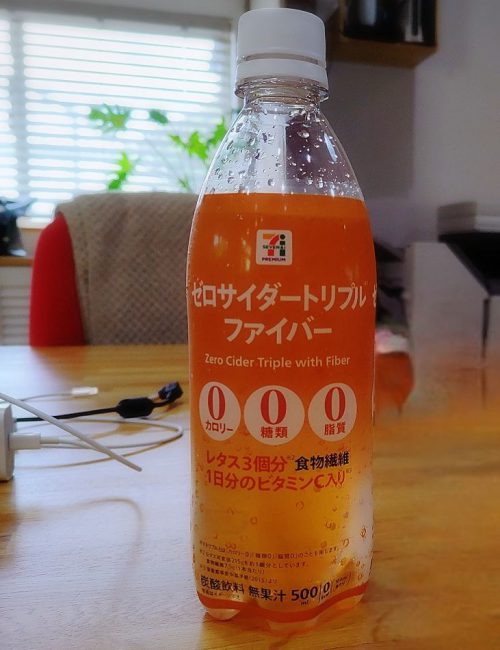 SEVEN&i
PREMIUM
ゼロサイダートリプル
ファイバー
Zero Cider Triple with Fiber
0 0 0
カロリー 糖類 脂質
レタス3個分 食物繊維
1日分のビタミンC入り
炭酸飲料 無果汁 500ml